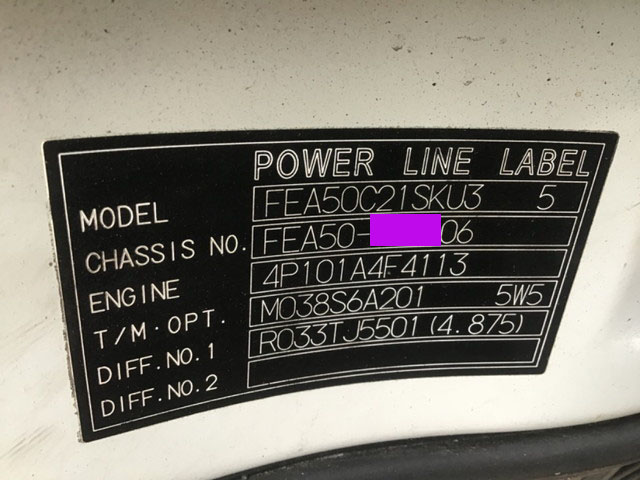 POWER LINE LABEL
MODEL FEA50C21SKU3 5
CHASSIS NO. FEA50- 06
ENGINE 4P101A4F4113
T/M·OPT. M038S6A201 5W5
DIFF.NO.1 R033TJ5501(4.875)
DIFF.NO.2